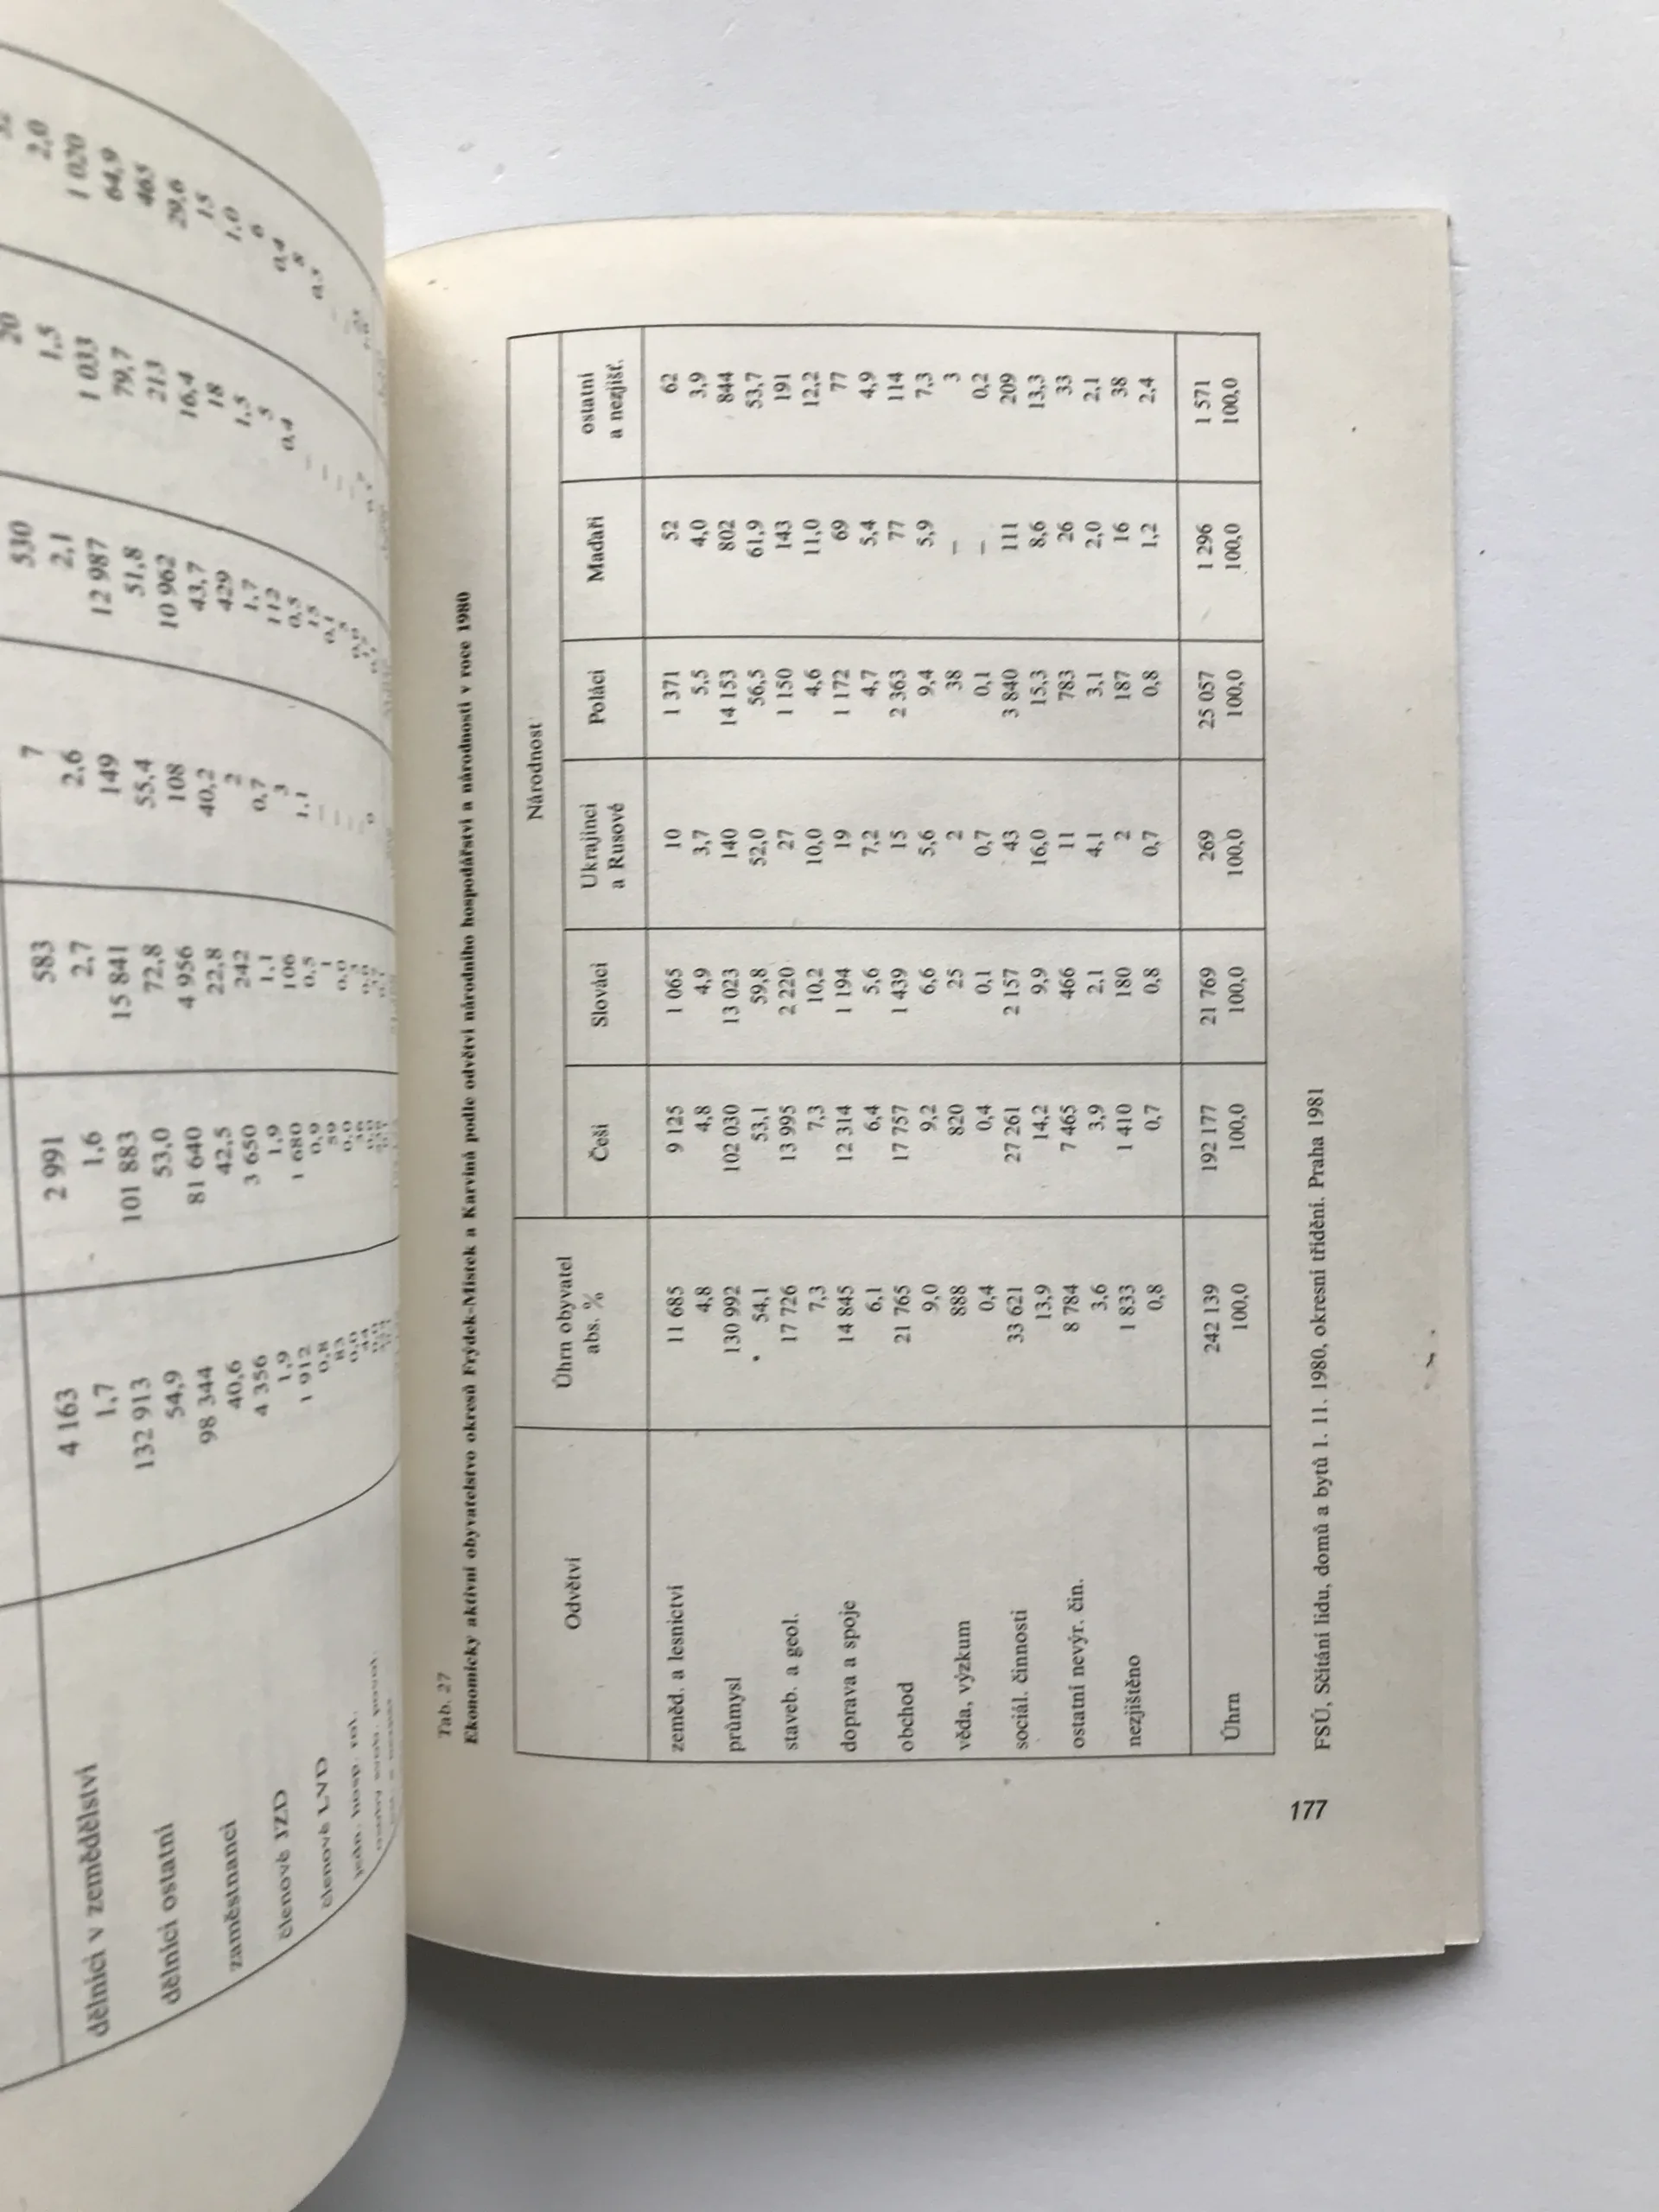 20
530
7
583
2 991
4 163
2,0
1,5
2,1
2,6
2,7
1,6
1,7
dělníci v zemědělství
1 020
1 033
12 987
149
15 841
101 883
132 913
64,9
79,7
51,8
55,4
72,8
53,0
54,9
dělníci ostatní
465
213
10 962
108
4 956
81 640
98 344
29,6
16,4
43,7
40,2
22,8
42,5
40,6
zaměstnanci
15
18
429
2
242
3 650
4 356
1,0
1,7
0,7
1,1
1,9
1,9
členové JZD
6
5
112
3
106
1 680
1 912
0,4
0,4
0,5
1,1
0,5
0,9
0,8
členové LVD
Tab. 27
Ekonomicky aktivní obyvatelstvo okresů Frýdek-Místek a Karviná podle odvětví národního hospodářství a národnosti v roce 1980
Odvětví | Úhrn obyvatel abs. % | Národnost
Češi | Slováci | Ukrajinci a Rusové | Poláci | Maďaři | ostatní a nezjišť.
zeměd. a lesnictví 11 685 9 125 1 065 10 1 371 52 62
4,8 4,8 4,9 3,7 5,5 4,0 3,9
průmysl 130 992 102 030 13 023 140 14 153 802 844
54,1 53,1 59,8 52,0 56,5 61,9 53,7
staveb. a geol. 17 726 13 995 2 220 27 1 150 143 191
7,3 7,3 10,2 10,0 4,6 11,0 12,2
doprava a spoje 14 845 12 314 1 194 19 1 172 69 77
6,1 6,4 5,6 7,2 4,7 5,4 4,9
obchod 21 765 17 757 1 439 15 2 363 77 114
9,0 9,2 6,6 5,6 9,4 5,9 7,3
věda, výzkum 888 820 25 2 38 – 3
0,4 0,4 0,1 0,7 0,1 – 0,2
sociál. činnosti 33 621 27 261 2 157 43 3 840 111 209
13,9 14,2 9,9 16,0 15,3 8,6 13,3
ostatní nevýr. čin. 8 784 7 465 466 11 783 26 33
3,6 3,9 2,1 4,1 3,1 2,0 2,1
nezjištěno 1 833 1 410 180 2 187 16 38
0,8 0,7 0,8 0,7 0,8 1,2 2,4
Úhrn 242 139 192 177 21 769 269 25 057 1 296 1 571
100,0 100,0 100,0 100,0 100,0 100,0 100,0
FSÚ, Sčítání lidu, domů a bytů 1. 11. 1980, okresní třídění. Praha 1981
177